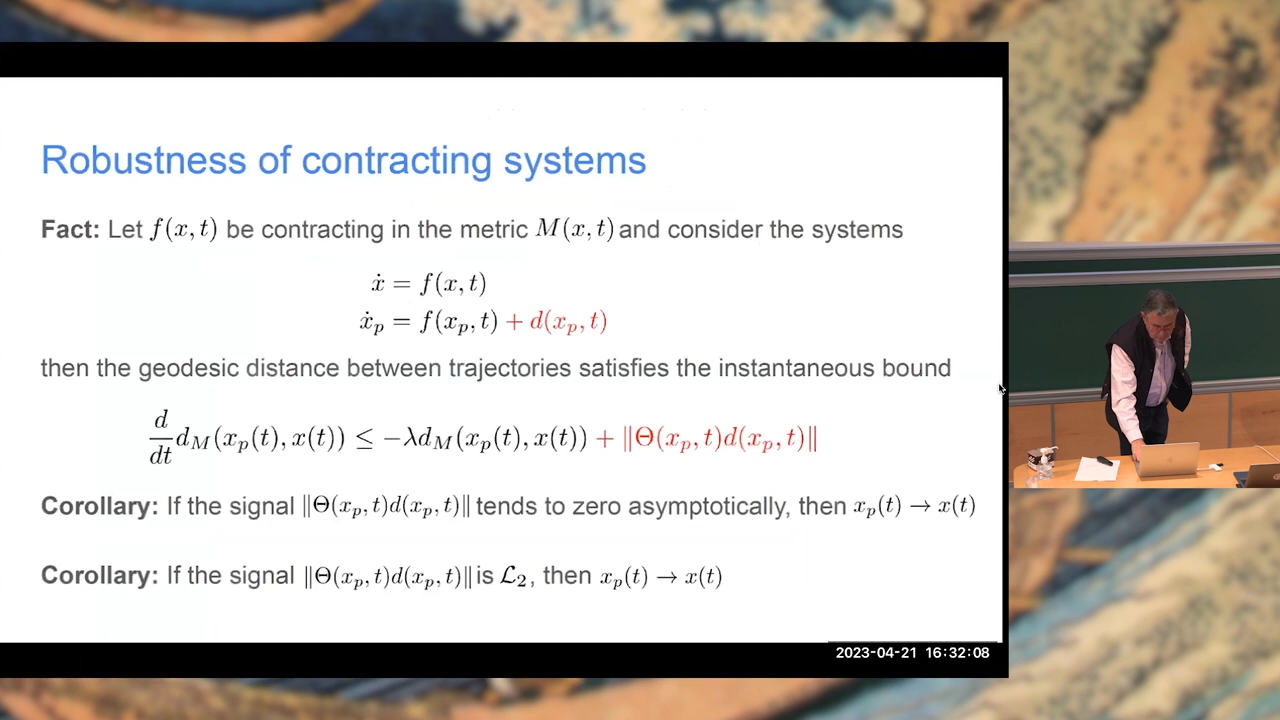 Robustness of contracting systems
Fact: Let f(x, t) be contracting in the metric M(x, t) and consider the systems
ẋ = f(x, t)
ẋ_p = f(x_p, t) + d(x_p, t)
then the geodesic distance between trajectories satisfies the instantaneous bound
d/dt d_M(x_p(t), x(t)) ≤ −λd_M(x_p(t), x(t)) + ‖Θ(x_p, t)d(x_p, t)‖
Corollary: If the signal ‖Θ(x_p, t)d(x_p, t)‖ tends to zero asymptotically, then x_p(t) → x(t)
Corollary: If the signal ‖Θ(x_p, t)d(x_p, t)‖ is ℒ₂, then x_p(t) → x(t)
2023-04-21 16:32:08